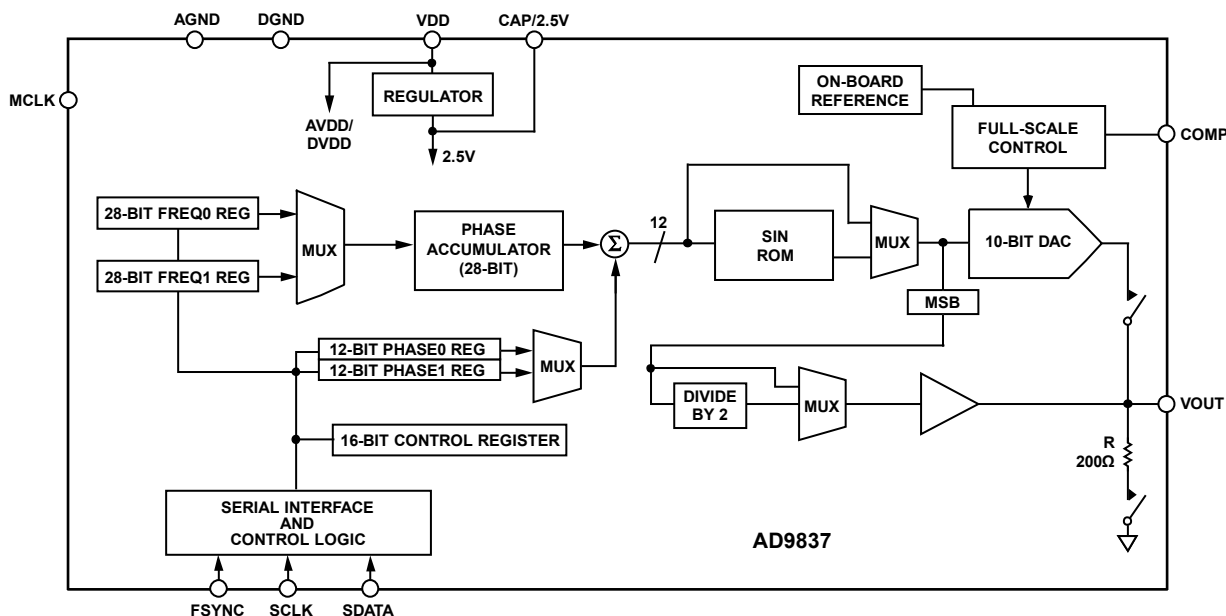 AGND
DGND
VDD
CAP/2.5V
MCLK
REGULATOR
AVDD/
DVDD
2.5V
ON-BOARD
REFERENCE
FULL-SCALE
CONTROL
COMP
28-BIT FREQ0 REG
28-BIT FREQ1 REG
MUX
PHASE
ACCUMULATOR
(28-BIT)
Σ
12
SIN
ROM
MUX
10-BIT DAC
MSB
12-BIT PHASE0 REG
12-BIT PHASE1 REG
MUX
DIVIDE
BY 2
MUX
VOUT
R
200Ω
16-BIT CONTROL REGISTER
SERIAL INTERFACE
AND
CONTROL LOGIC
AD9837
FSYNC
SCLK
SDATA